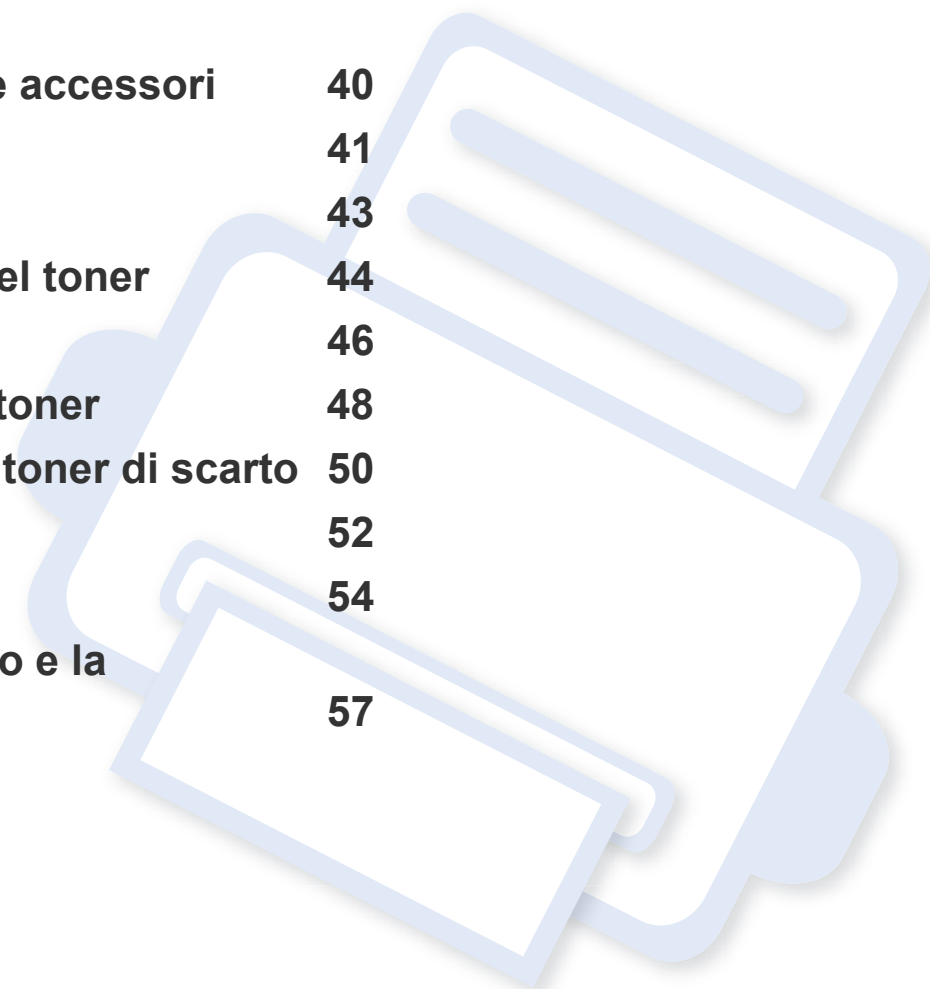 e accessori 40
41
43
el toner 44
46
toner 48
toner di scarto 50
52
54
o e la
57